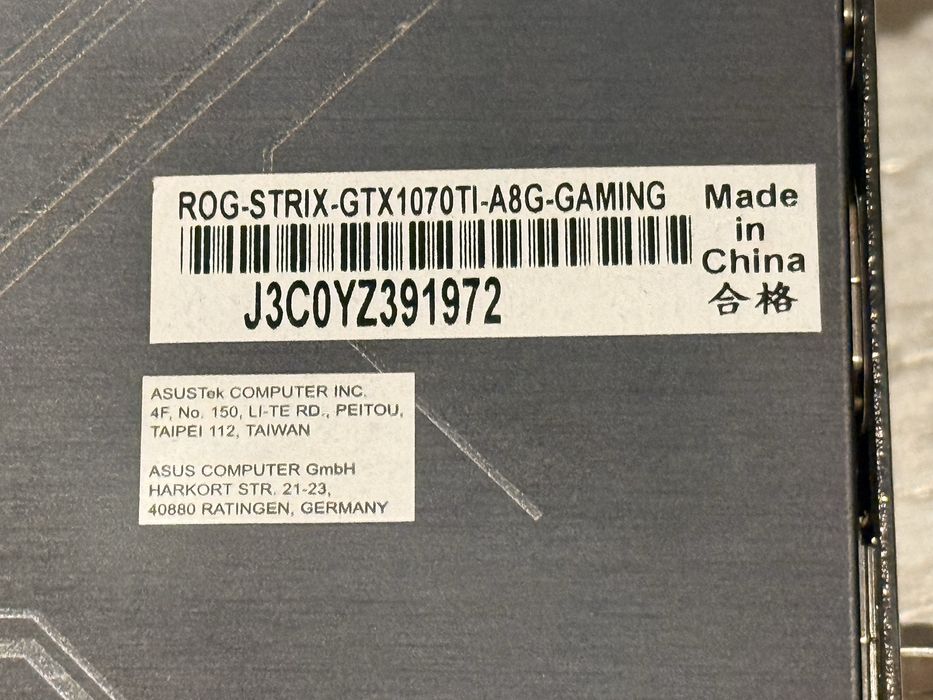 ROG-STRIX-GTX1070TI-A8G-GAMING
J3C0YZ391972
Made
in
China
合格
ASUSTek COMPUTER INC.
4F, No. 150, LI-TE RD., PEITOU,
TAIPEI 112, TAIWAN
ASUS COMPUTER GmbH
HARKORT STR. 21-23,
40880 RATINGEN, GERMANY